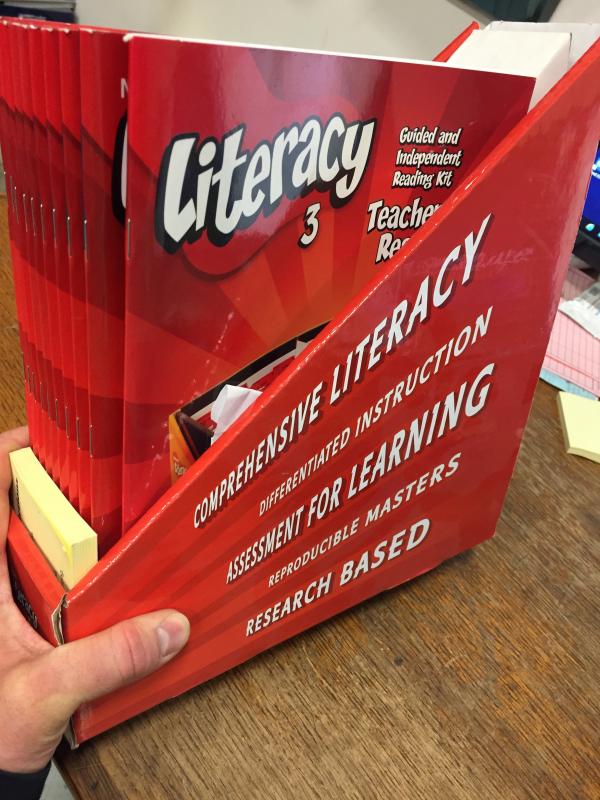 Literacy
3
Guided and
Independent
Reading Kit
COMPREHENSIVE LITERACY
DIFFERENTIATED INSTRUCTION
ASSESSMENT FOR LEARNING
REPRODUCIBLE MASTERS
RESEARCH BASED